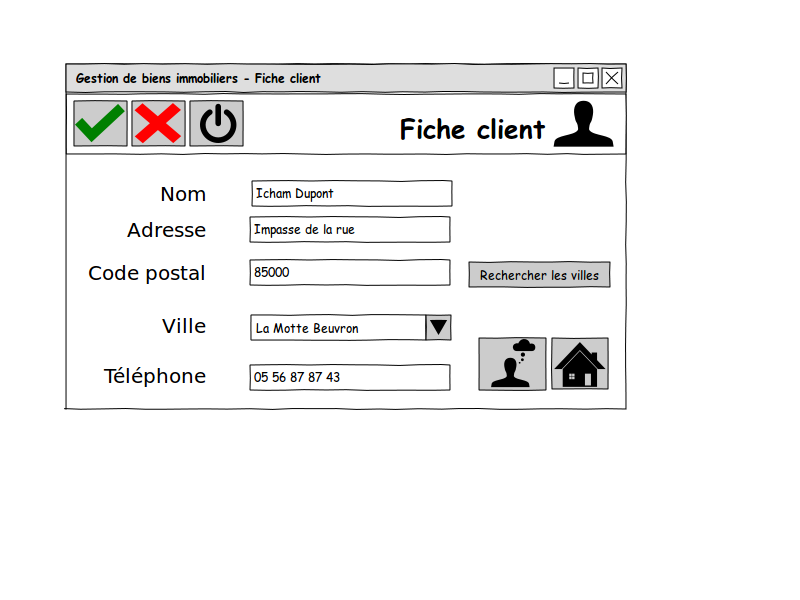 Gestion de biens immobiliers - Fiche client
Fiche client
Nom
Icham Dupont
Adresse
Impasse de la rue
Code postal
85000
Rechercher les villes
Ville
La Motte Beuvron
Téléphone
05 56 87 87 43